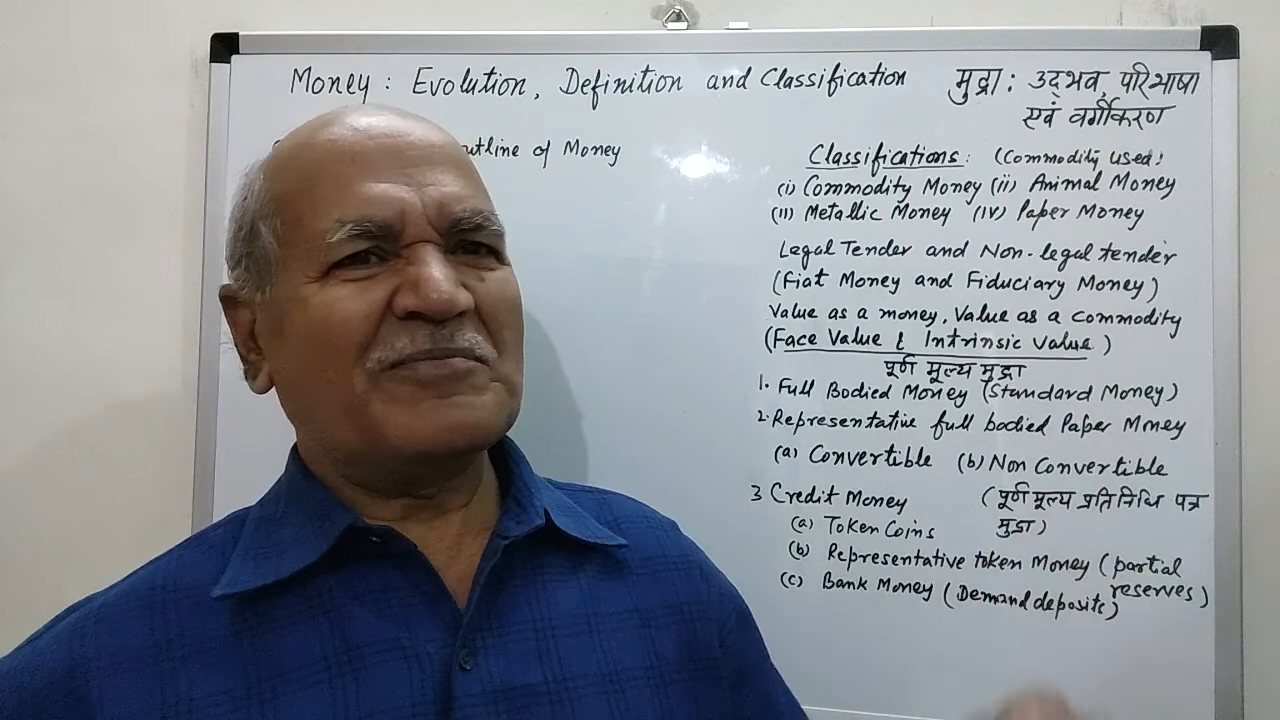 Money : Evolution, Definition and Classification
मुद्रा : उद्भव, परिभाषा
एवं वर्गीकरण
utline of Money
Classifications : (Commodity used)
(i) Commodity Money (ii) Animal Money
(II) Metallic Money (IV) Paper Money
Legal Tender and Non-legal tender
(Fiat Money and Fiduciary Money)
Value as a money, Value as a Commodity
(Face Value & Intrinsic Value)
पूर्ण मूल्य मुद्रा
1. Full Bodied Money (Standard Money)
2. Representative full bodied Paper Money
(a) Convertible (b) Non Convertible
3 Credit Money (पूर्ण मूल्य प्रतिनिधि पत्र
मुद्रा)
(a) Token Coins
(b) Representative token Money (partial
reserves)
(c) Bank Money (Demand deposits)